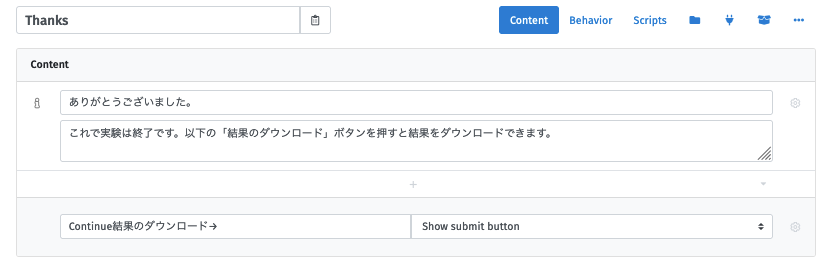 Thanks
Content Behavior Scripts
Content
ありがとうございました。
これで実験は終了です。以下の「結果のダウンロード」ボタンを押すと結果をダウンロードできます。
Continue結果のダウンロード→ Show submit button